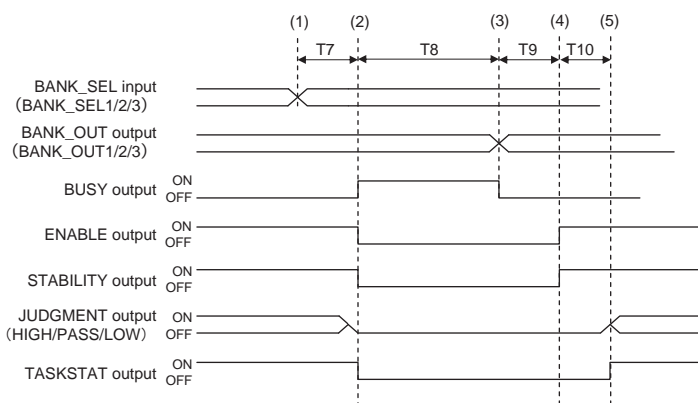 (1) (2) (3) (4) (5)
T7 T8 T9 T10
BANK_SEL input
(BANK_SEL1/2/3)
BANK_OUT output
(BANK_OUT1/2/3)
BUSY output ON
OFF
ENABLE output ON
OFF
STABILITY output ON
OFF
JUDGMENT output ON
(HIGH/PASS/LOW) OFF
TASKSTAT output ON
OFF